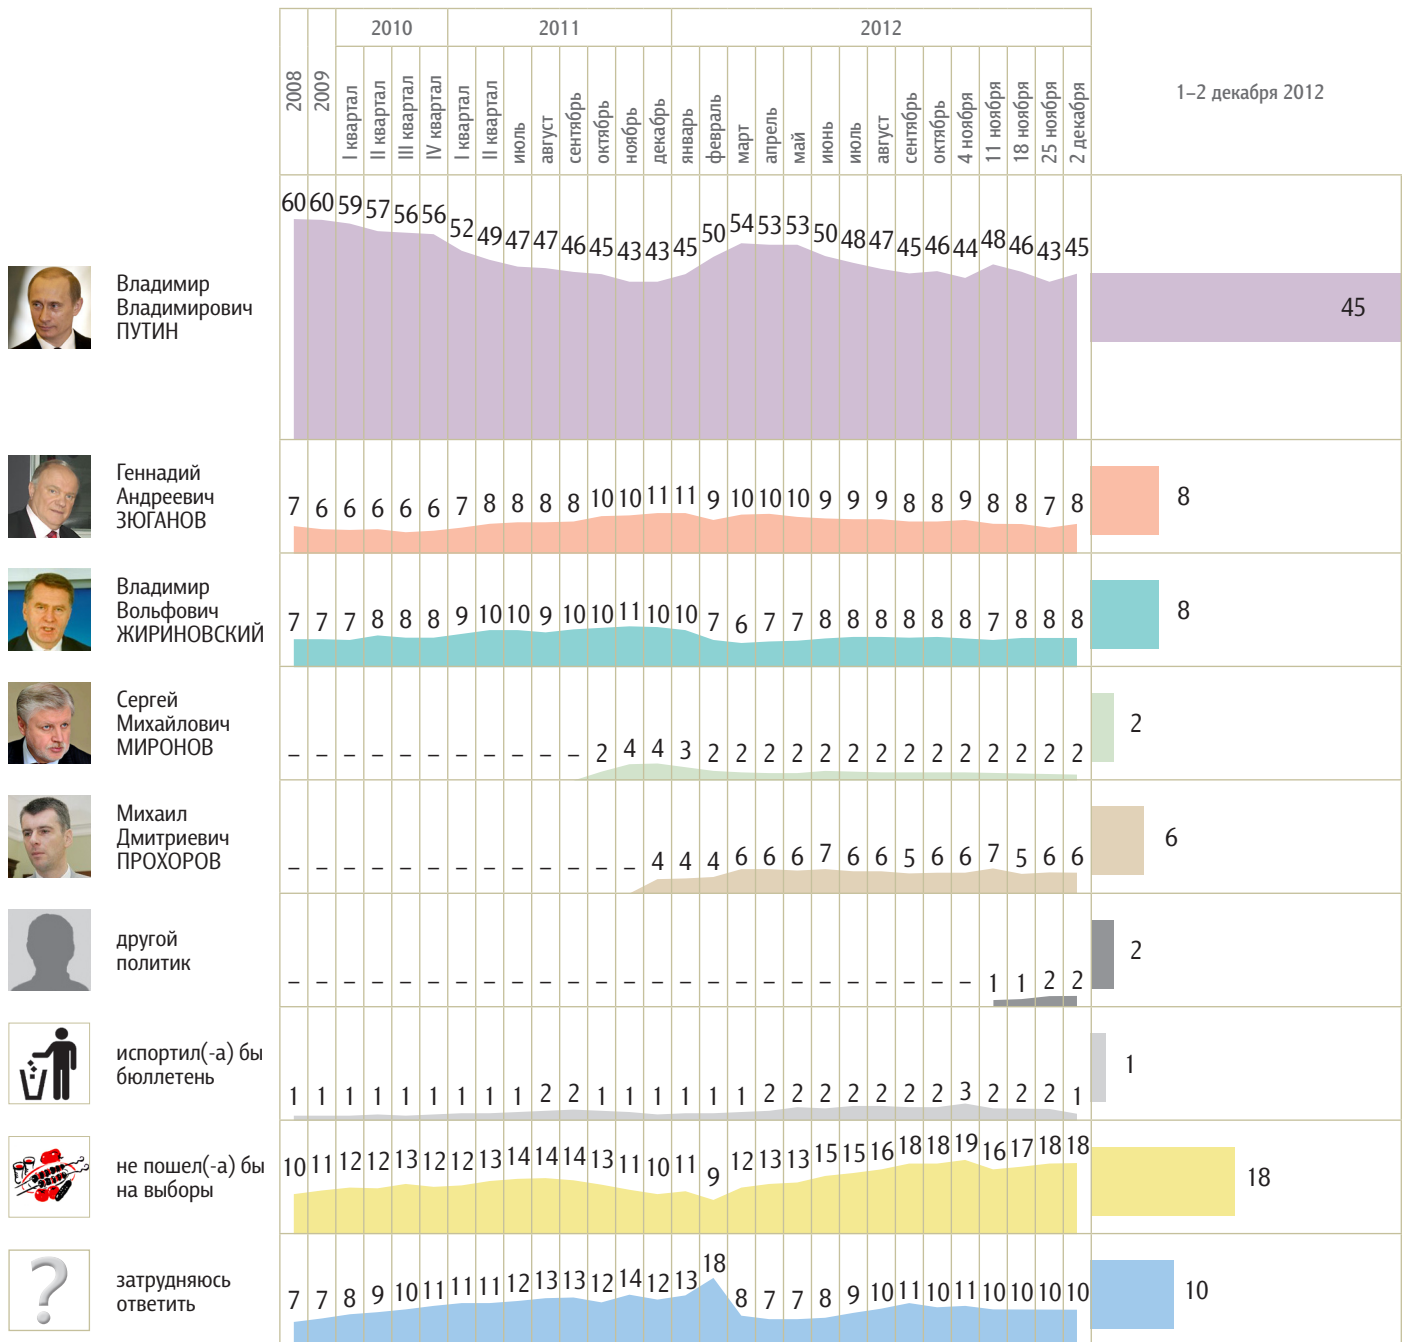 2010 2011 2012
2008 2009 I квартал II квартал III квартал IV квартал I квартал II квартал июль август сентябрь октябрь ноябрь декабрь январь февраль март апрель май июнь июль август сентябрь октябрь 4 ноября 11 ноября 18 ноября 25 ноября 2 декабря
1–2 декабря 2012
60 60 59 57 56 56 52 49 47 47 46 45 43 43 45 50 54 53 53 50 48 47 45 46 44 48 46 43 45
Владимир
Владимирович
ПУТИН
45
Геннадий
Андреевич
ЗЮГАНОВ
7 6 6 6 6 6 7 8 8 8 8 10 10 11 11 9 10 10 10 9 9 9 8 8 9 8 8 7 8
8
Владимир
Вольфович
ЖИРИНОВСКИЙ
7 7 7 8 8 8 9 10 10 9 10 10 11 10 10 7 6 7 7 8 8 8 8 8 8 7 8 8 8
8
Сергей
Михайлович
МИРОНОВ
– – – – – – – – – – – 2 4 4 3 2 2 2 2 2 2 2 2 2 2 2 2 2 2
2
Михаил
Дмитриевич
ПРОХОРОВ
– – – – – – – – – – – – – 4 4 4 6 6 6 7 6 6 5 6 6 7 5 6 6
6
другой
политик
– – – – – – – – – – – – – – – – – – – – – – – – – 1 1 2 2
2
испортил(-а) бы
бюллетень
1 1 1 1 1 1 1 1 1 2 2 1 1 1 1 1 1 2 2 2 2 2 2 2 3 2 2 2 1
1
не пошел(-а) бы
на выборы
10 11 12 12 13 12 12 13 14 14 14 13 11 10 11 9 12 13 13 15 15 16 18 18 19 16 17 18 18
18
затрудняюсь
ответить
7 7 8 9 10 11 11 11 12 13 13 12 14 12 13 18 8 7 7 8 9 10 11 10 11 10 10 10 10
10